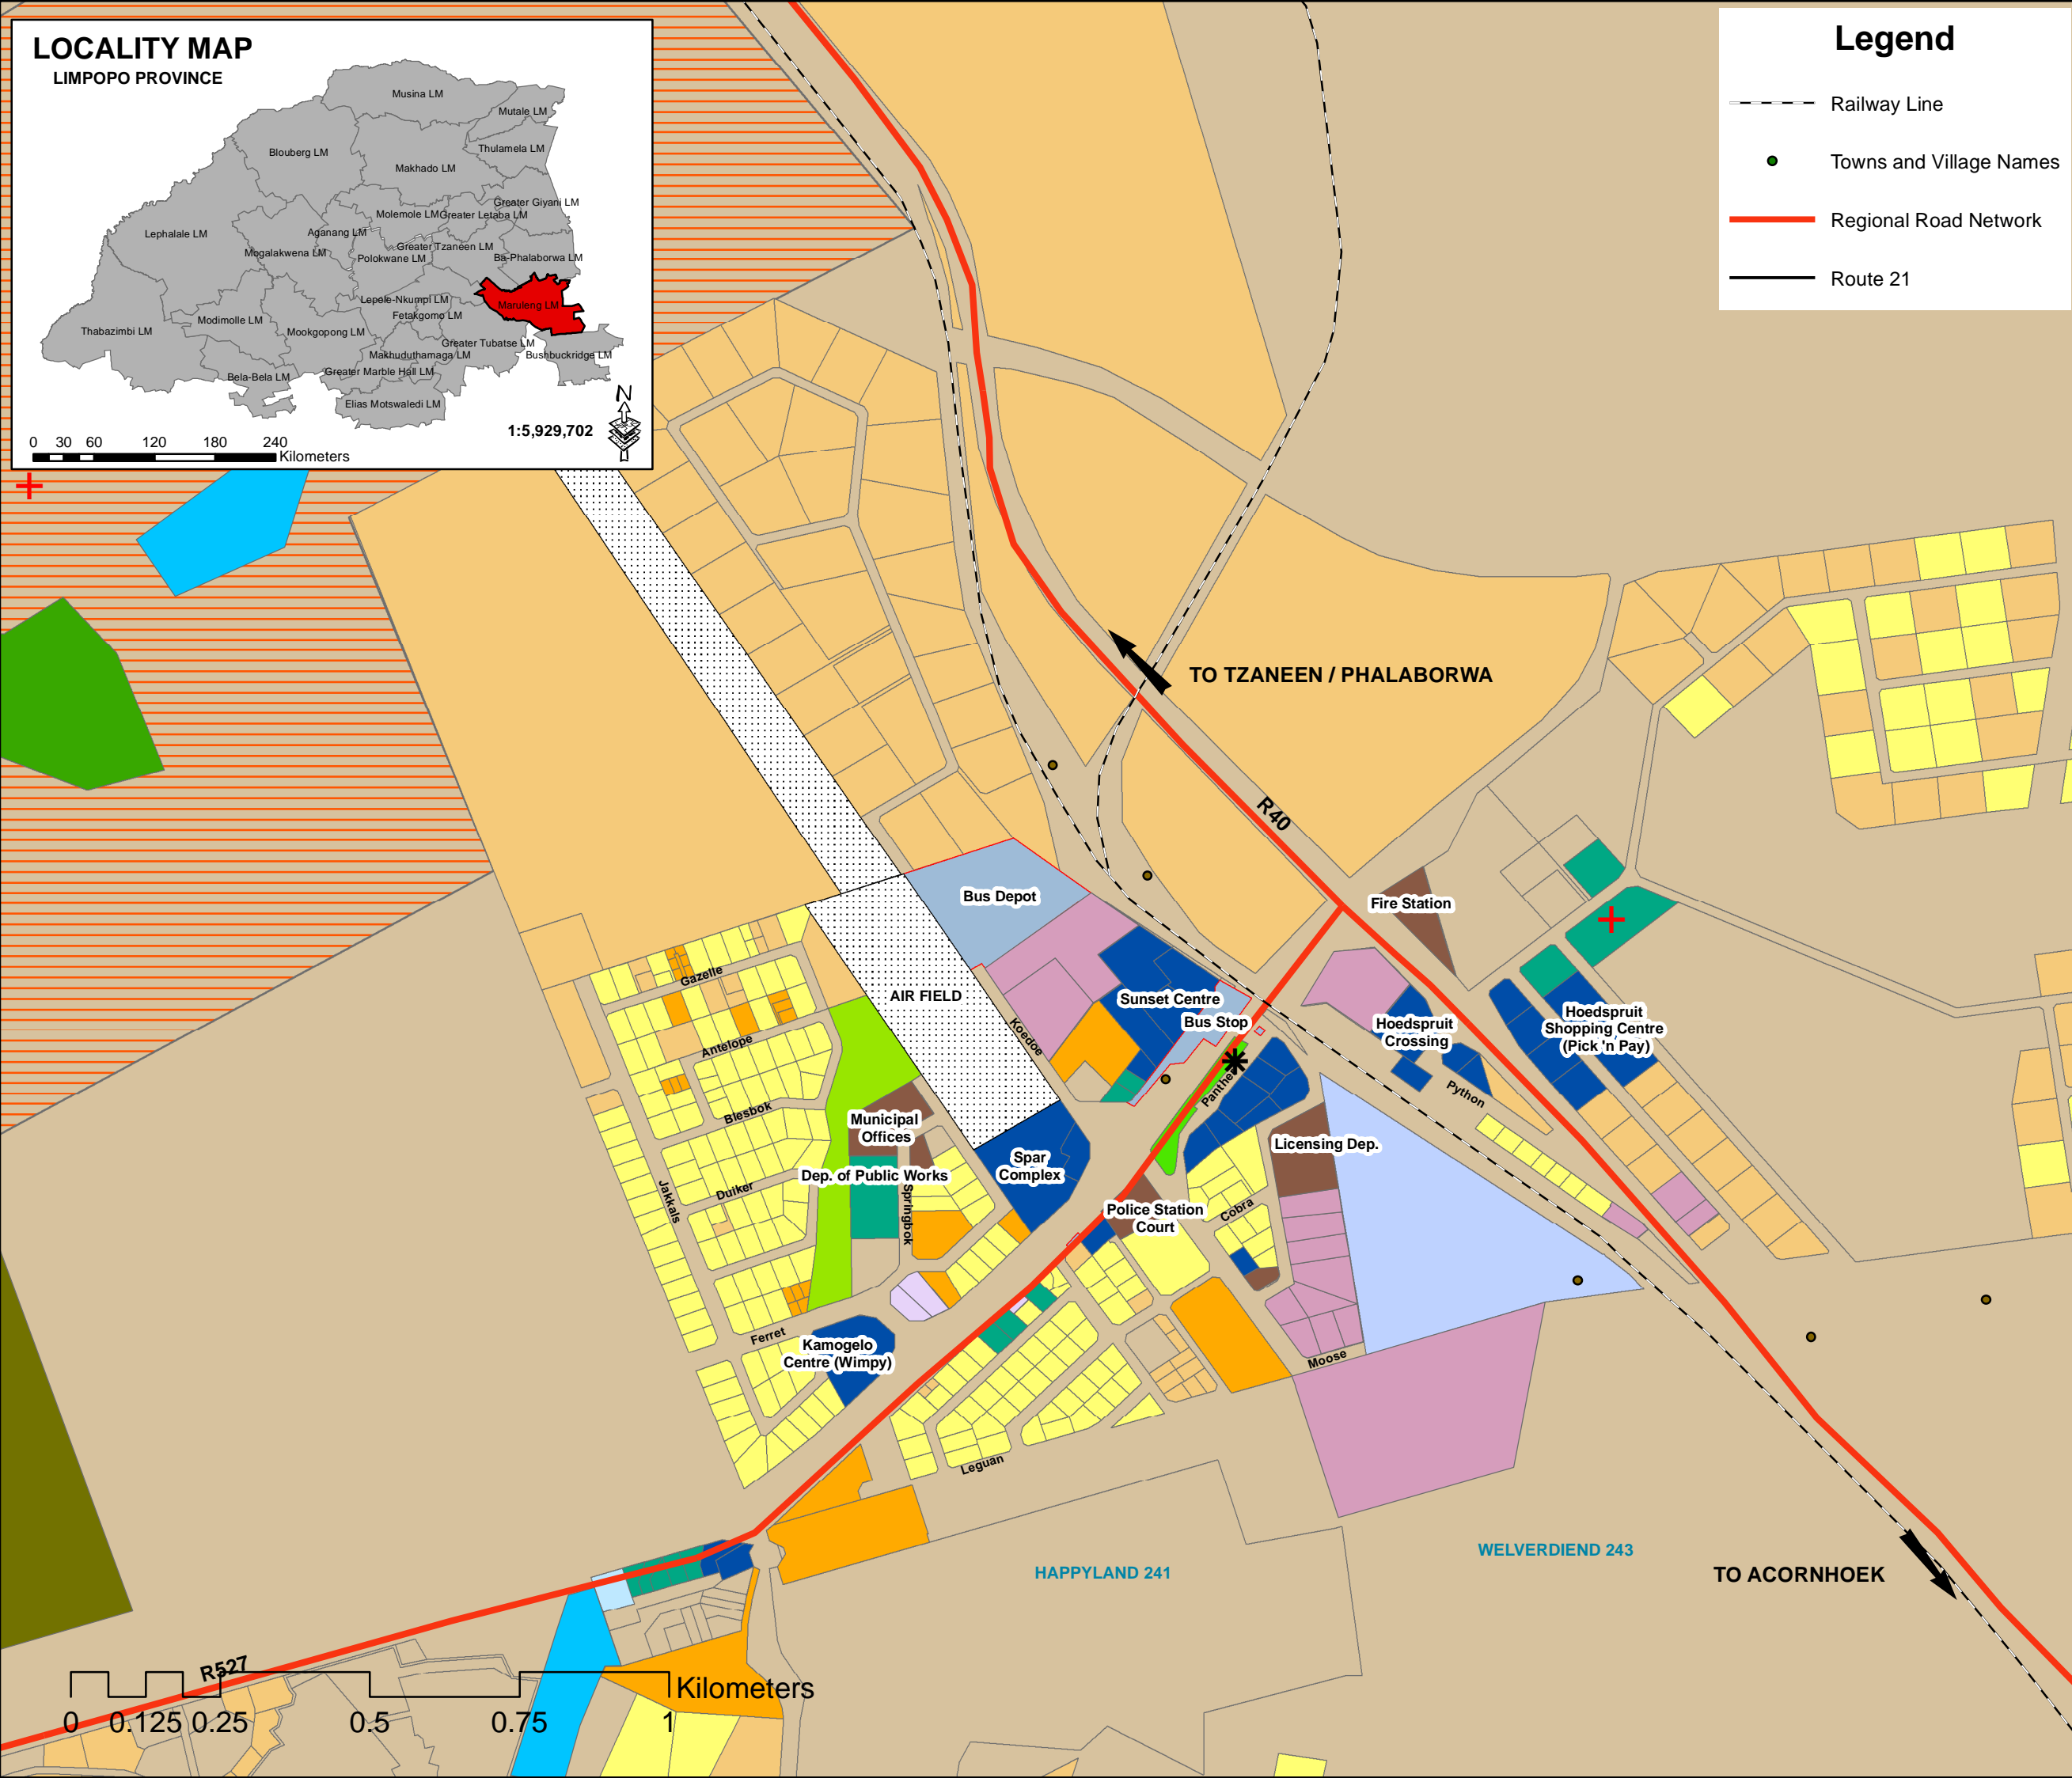 LOCALITY MAP
LIMPOPO PROVINCE
Musina LM
Mutale LM
Thulamela LM
Blouberg LM
Makhado LM
Greater Giyani LM
Molemole LM
Greater Letaba LM
Lephalale LM
Aganang LM
Greater Tzaneen LM
Mogalakwena LM
Polokwane LM
Ba-Phalaborwa LM
Lepele-Nkumpi LM
Maruleng LM
Fetakgomo LM
Modimolle LM
Thabazimbi LM
Mookgopong LM
Greater Tubatse LM
Makhuduthamaga LM
Bushbuckridge LM
Greater Marble Hall LM
Bela-Bela LM
Elias Motswaledi LM
N
1:5,929,702
0 30 60 120 180 240
Kilometers
Legend
Railway Line
Towns and Village Names
Regional Road Network
Route 21
TO TZANEEN / PHALABORWA
R40
Bus Depot
Fire Station
Gazelle
AIR FIELD
Sunset Centre
Bus Stop
Koedoe
Hoedspruit
Crossing
Hoedspruit
Shopping Centre
(Pick 'n Pay)
Antelope
Panther
Python
Blesbok
Municipal
Offices
Licensing Dep.
Spar
Complex
Dep. of Public Works
Duiker
Jakkals
Springbok
Police Station
Court
Cobra
Ferret
Kamogelo
Centre (Wimpy)
Moose
Leguan
HAPPYLAND 241
WELVERDIEND 243
TO ACORNHOEK
R527
Kilometers
0 0.125 0.25 0.5 0.75 1